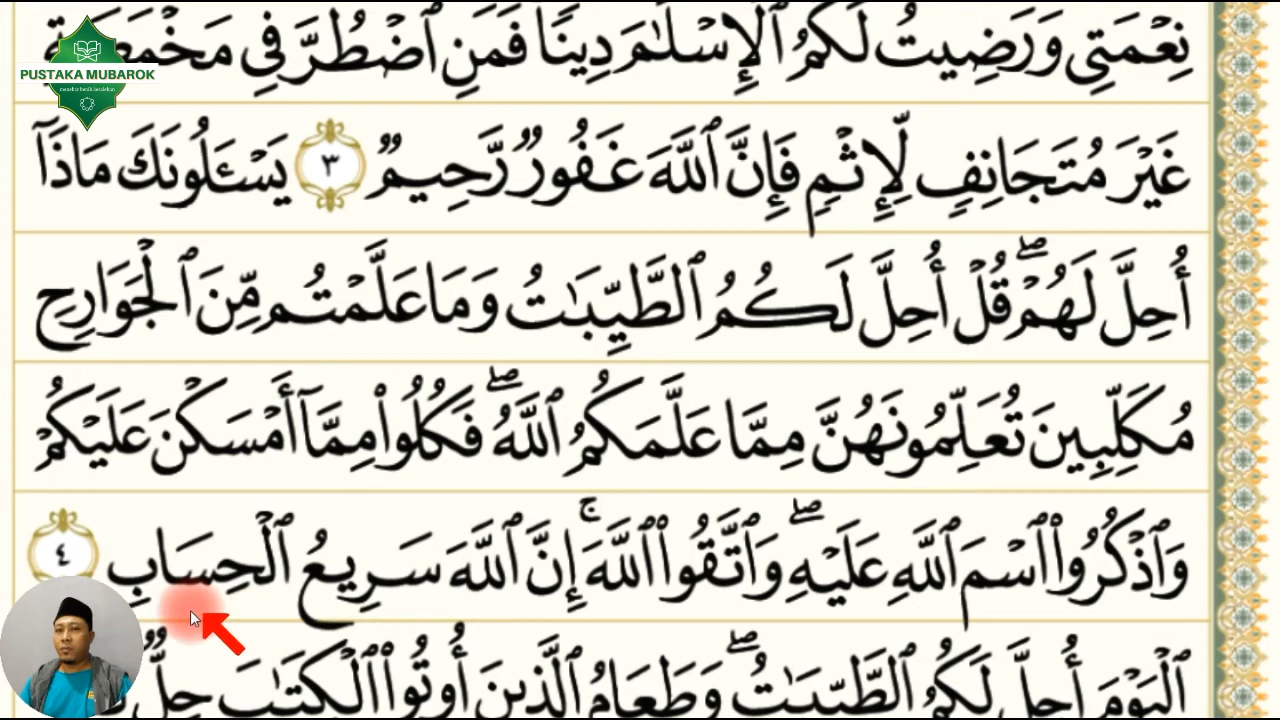 نِعْمَتِى وَرَضِيتُ لَكُمُ ٱلْإِسْلَٰمَ دِينًا فَمَنِ ٱضْطُرَّ فِى مَخْمَصَةٍ
PUSTAKA MUBAROK
غَيْرَ مُتَجَانِفٍ لِّإِثْمٍ فَإِنَّ ٱللَّهَ غَفُورٌ رَّحِيمٌ ٣ يَسْـَٔلُونَكَ مَاذَآ
أُحِلَّ لَهُمْ ۖ قُلْ أُحِلَّ لَكُمُ ٱلطَّيِّبَٰتُ وَمَا عَلَّمْتُم مِّنَ ٱلْجَوَارِحِ
مُكَلِّبِينَ تُعَلِّمُونَهُنَّ مِمَّا عَلَّمَكُمُ ٱللَّهُ ۖ فَكُلُوا۟ مِمَّآ أَمْسَكْنَ عَلَيْكُمْ
وَٱذْكُرُوا۟ ٱسْمَ ٱللَّهِ عَلَيْهِ ۖ وَٱتَّقُوا۟ ٱللَّهَ ۚ إِنَّ ٱللَّهَ سَرِيعُ ٱلْحِسَابِ ٤
ٱلْيَوْمَ أُحِلَّ لَكُمُ ٱلطَّيِّبَٰتُ ۖ وَطَعَامُ ٱلَّذِينَ أُوتُوا۟ ٱلْكِتَٰبَ حِلٌّ